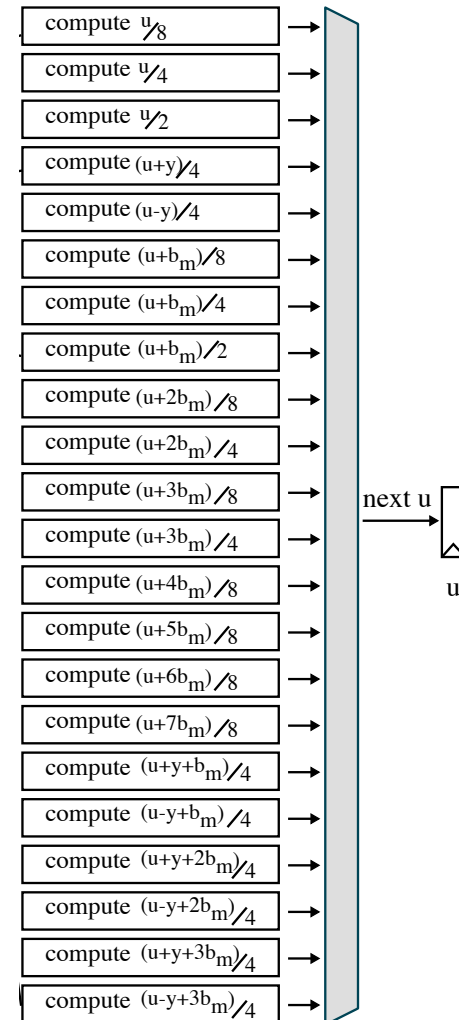 compute u/8
compute u/4
compute u/2
compute (u+y)/4
compute (u-y)/4
compute (u+bm)/8
compute (u+bm)/4
compute (u+bm)/2
compute (u+2bm)/8
compute (u+2bm)/4
compute (u+3bm)/8
next u
compute (u+3bm)/4
compute (u+4bm)/8
u
compute (u+5bm)/8
compute (u+6bm)/8
compute (u+7bm)/8
compute (u+y+bm)/4
compute (u-y+bm)/4
compute (u+y+2bm)/4
compute (u-y+2bm)/4
compute (u+y+3bm)/4
compute (u-y+3bm)/4